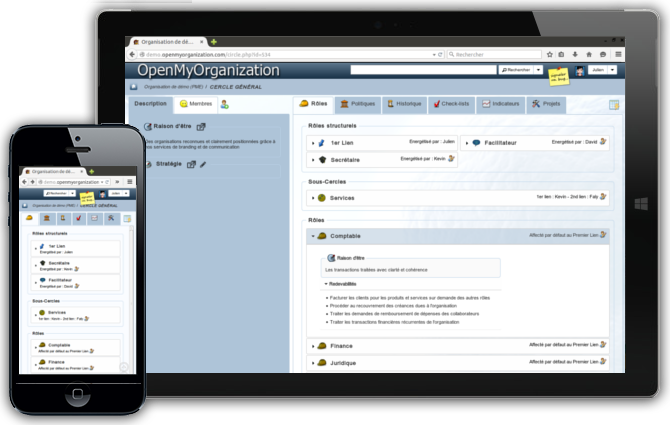 Organisation de dé...
demo.openmyorganization.com/circle.php?id=534
Rechercher
OpenMyOrganization
Rechercher
Julien
Organisation de démo (PME) / CERCLE GÉNÉRAL
Description
Membres
Rôles
Politiques
Historique
Check-lists
Indicateurs
Projets
Raison d'être
Des organisations reconnues et clairement positionnées grâce à
nos services de branding et de communication
Stratégie
Rôles structurels
1er Lien
Energétisé par : Julien
Facilitateur
Energétisé par : David
Secrétaire
Energétisé par : Kevin
Sous-Cercles
Services
1er lien : Kevin - 2nd lien : Faly
Rôles
Comptable
Affecté par défaut au Premier Lien
Raison d'être
Les transactions traitées avec clarté et cohérence
Redevabilités
Facturer les clients pour les produits et services sur demande des autres rôles
Procéder au recouvrement des créances dues à l'organisation
Traiter les demandes de remboursement de dépenses des collaborateurs
Traiter les transactions financières récurrentes de l'organisation
Finance
Affecté par défaut au Premier Lien
Juridique
Affecté par défaut au Premier Lien
Organisation de dé...
demo.openmyorganization
Rechercher
Julien
Organisation de démo (PME) / CERCLE GÉNÉRAL
Rôles structurels
1er Lien
Energétisé par : Julien
Secrétaire
Energétisé par : Kevin
Facilitateur
Energétisé par : David
Sous-Cercles
Services
1er lien : Kevin - 2nd lien : Faly
Rôles
Comptable
Affecté par défaut au Premier Lien
Finance
Affecté par défaut au Premier Lien